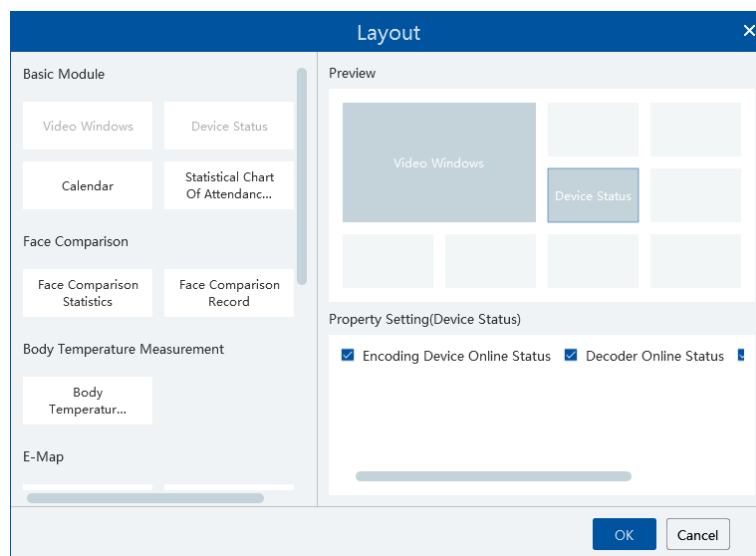 Layout
Basic Module
Video Windows
Device Status
Calendar
Statistical Chart
Of Attendanc...
Face Comparison
Face Comparison
Statistics
Face Comparison
Record
Body Temperature Measurement
Body
Temperatur...
E-Map
Preview
Video Windows
Device Status
Property Setting(Device Status)
Encoding Device Online Status
Decoder Online Status
OK
Cancel